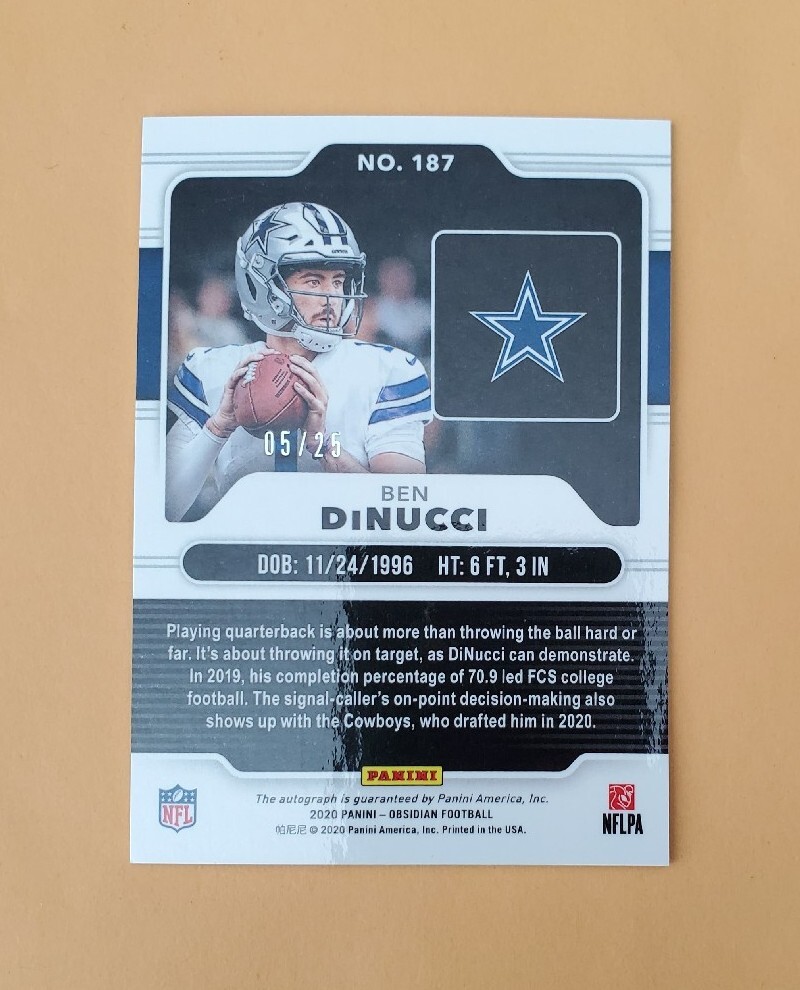 NO. 187
05/25
BEN
DiNUCCI
DOB: 11/24/1996 HT: 6 FT, 3 IN
Playing quarterback is about more than throwing the ball hard or
far. It's about throwing it on target, as DiNucci can demonstrate.
In 2019, his completion percentage of 70.9 led FCS college
football. The signal-caller's on-point decision-making also
shows up with the Cowboys, who drafted him in 2020.
PANINI
The autograph is guaranteed by Panini America, Inc.
2020 PANINI – OBSIDIAN FOOTBALL
帕尼尼 © 2020 Panini America, Inc. Printed in the USA.
NFL
NFLPA